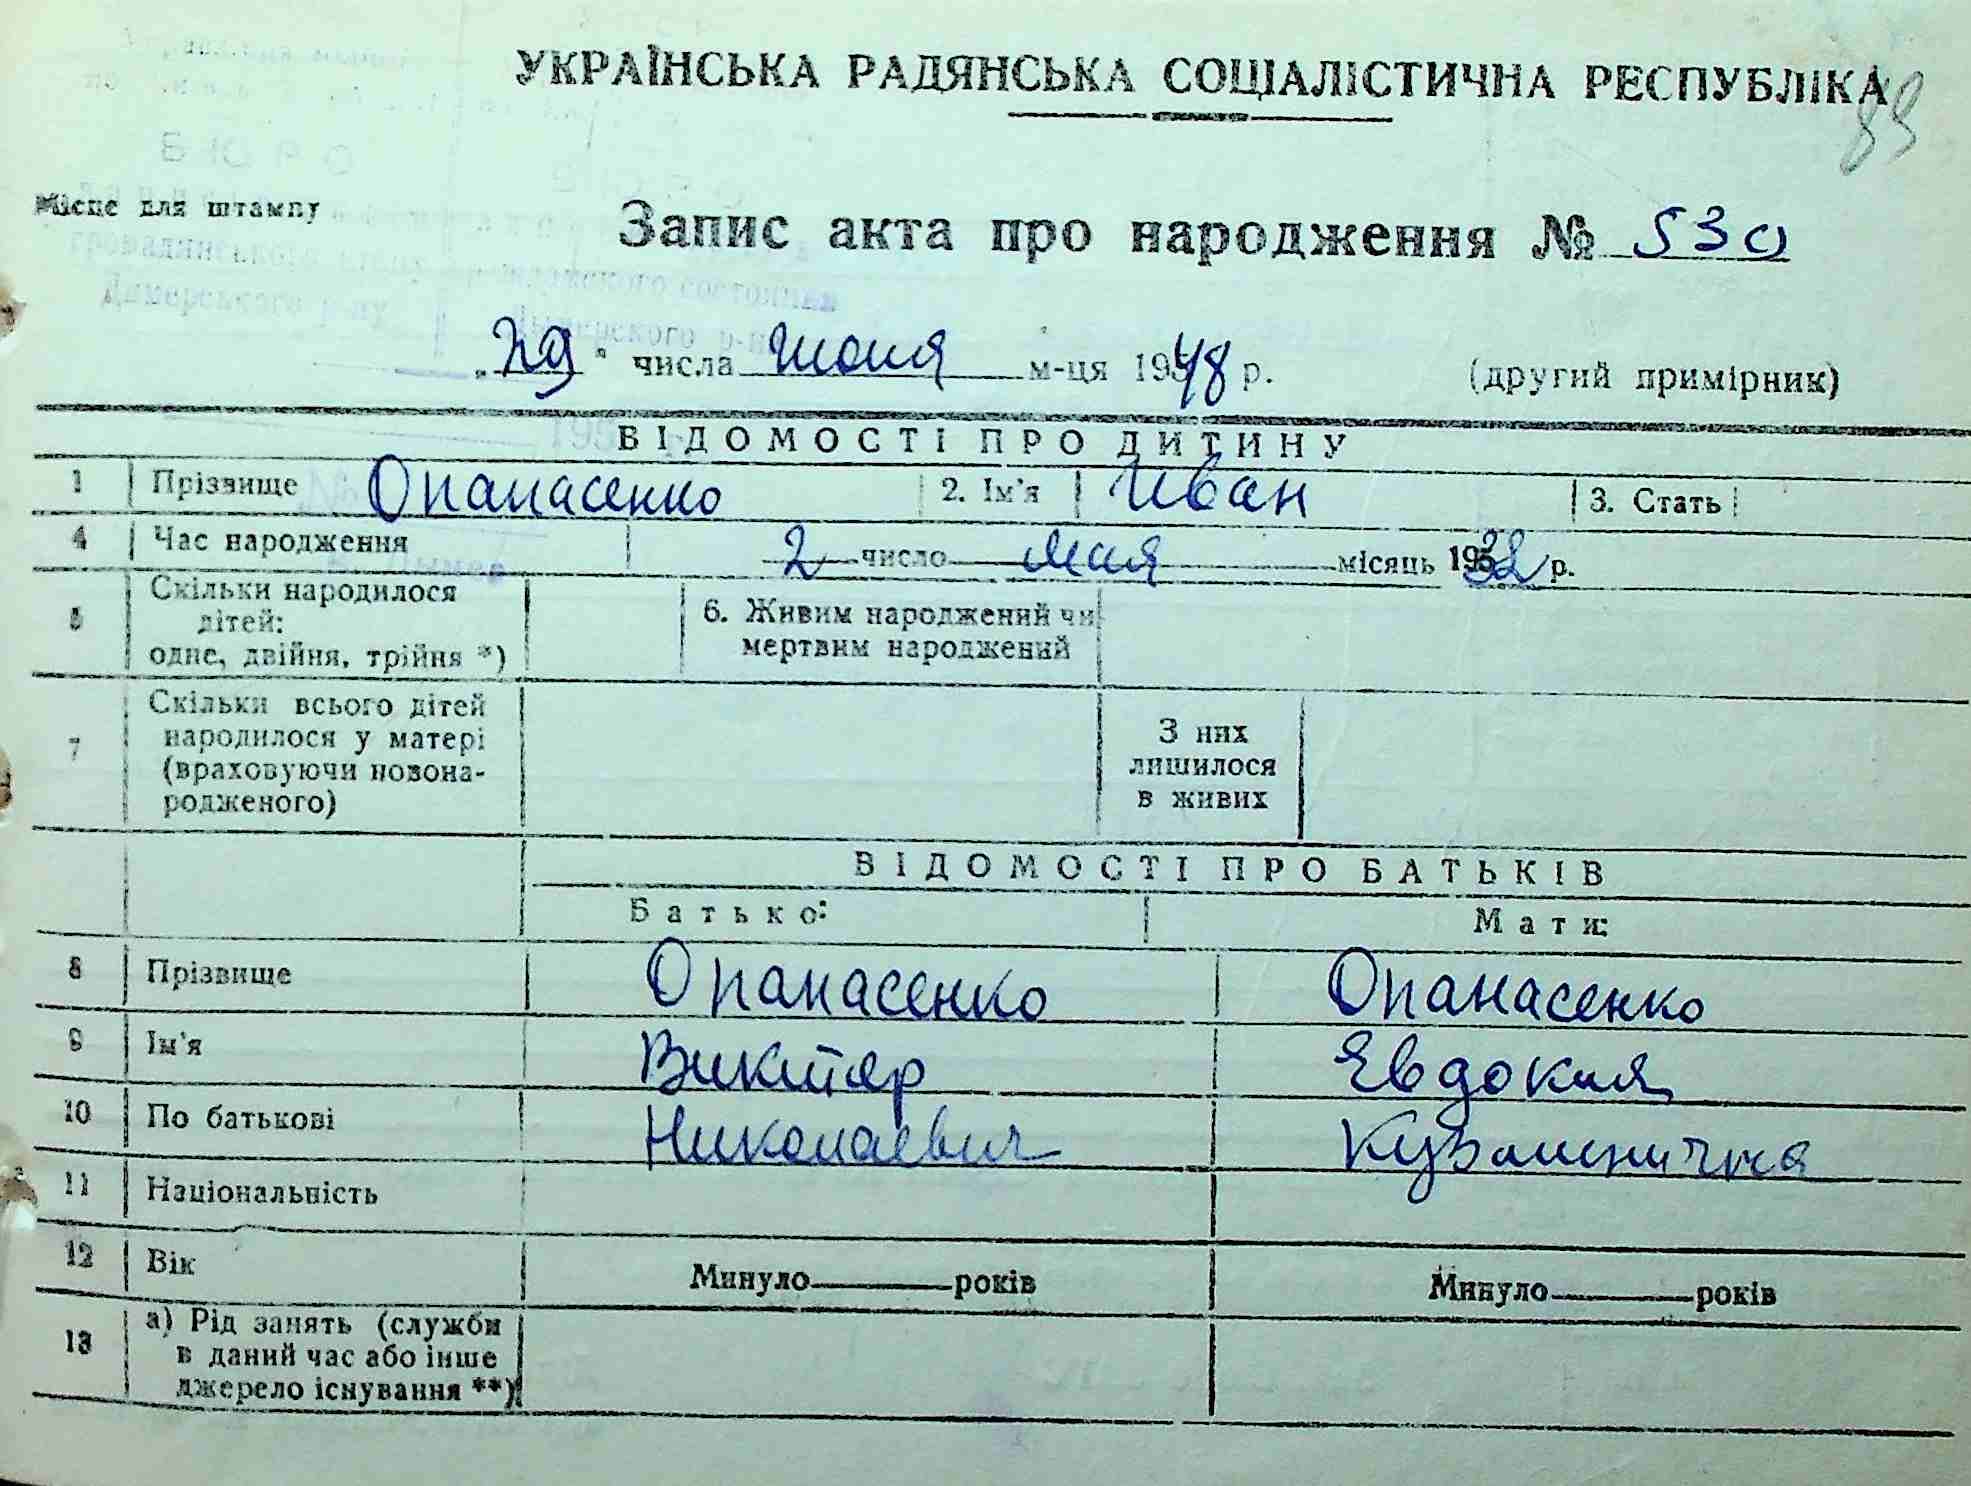 УКРАЇНСЬКА РАДЯНСЬКА СОЦІАЛІСТИЧНА РЕСПУБЛІКА
89
Місце для штампу
Запис акта про народження № 530
„29" числа июня м-ця 1948 р. (другий примірник)
ВІДОМОСТІ ПРО ДИТИНУ
1 Прізвище Опанасенко 2. Ім'я Иван 3. Стать
4 Час народження 2 число мая місяць 1932 р.
5 Скільки народилося дітей: одне, двійня, трійня *) 6. Живим народжений чи мертвим народжений
7 Скільки всього дітей народилося у матері (враховуючи новонародженого) З них лишилося в живих
ВІДОМОСТІ ПРО БАТЬКІВ
Батько: Мати:
8 Прізвище Опанасенко Опанасенко
9 Ім'я Виктор Евдокия
10 По батькові Николаевич Кузьминична
11 Національність
12 Вік Минуло років Минуло років
13 а) Рід занять (служби в даний час або інше джерело існування **)